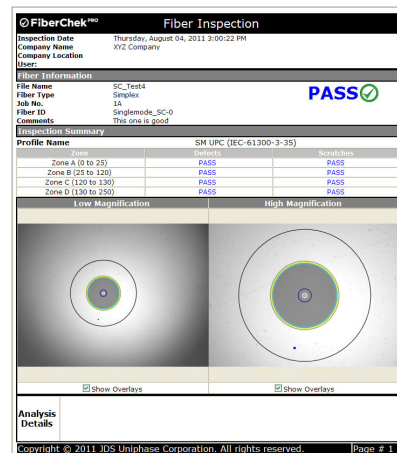 FiberChek PRO Fiber Inspection
Inspection Date Thursday, August 04, 2011 3:00:22 PM
Company Name XYZ Company
Company Location
User:
Fiber Information
File Name SC_Test4
Fiber Type Simplex
Job No. 1A
Fiber ID Singlemode_SC-0
Comments This one is good
PASS
Inspection Summary
Profile Name SM UPC (IEC-61300-3-35)
Zone Defects Scratches
Zone A (0 to 25) PASS PASS
Zone B (25 to 120) PASS PASS
Zone C (120 to 130) PASS PASS
Zone D (130 to 250) PASS PASS
Low Magnification High Magnification
Show Overlays Show Overlays
Analysis
Details
Copyright © 2011 JDS Uniphase Corporation. All rights reserved. Page # 1